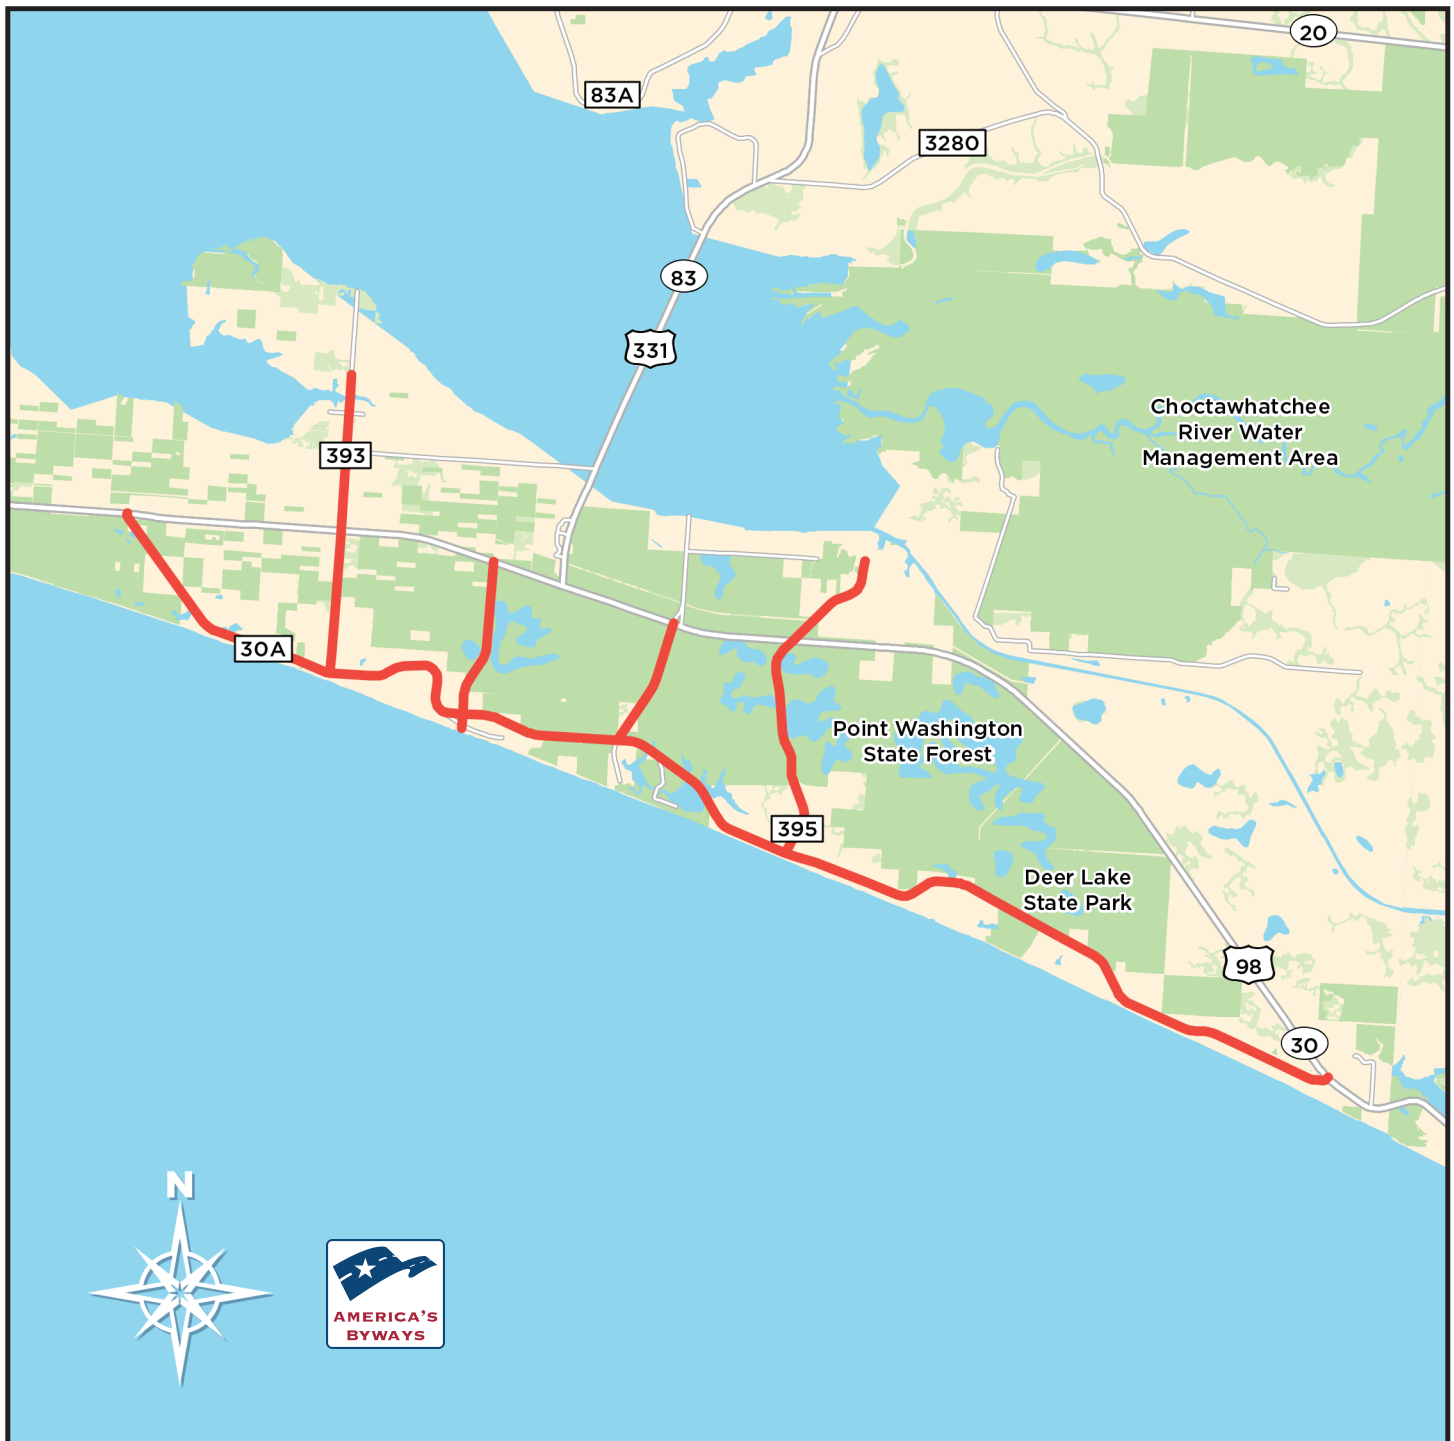 20
83A
3280
83
331
Choctawhatchee
River Water
Management Area
393
30A
Point Washington
State Forest
395
Deer Lake
State Park
98
30
N
AMERICA'S
BYWAYS